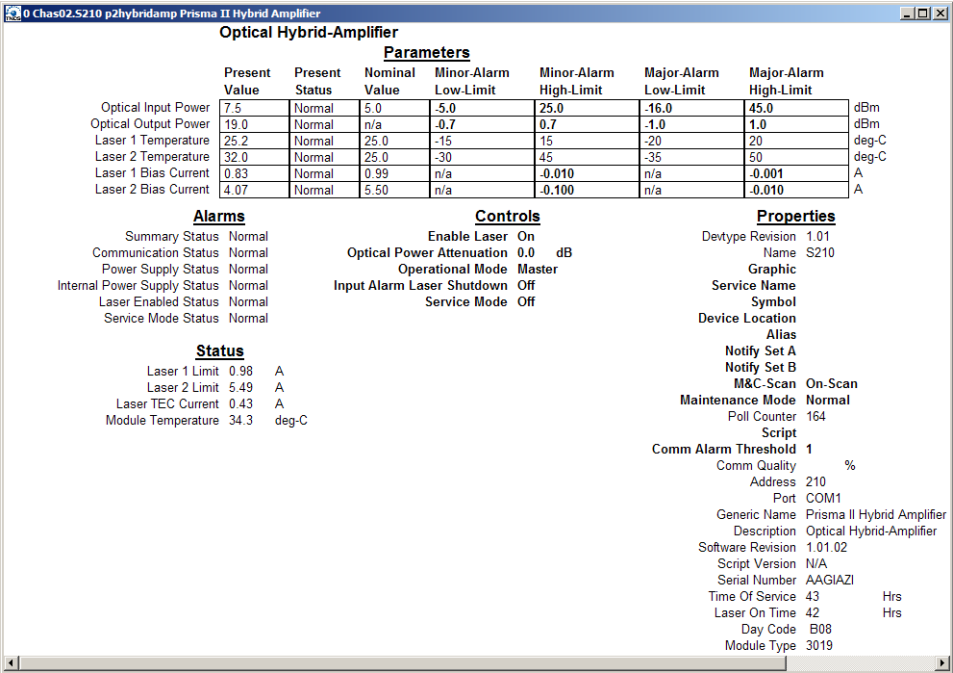 0 Chas02.S210 p2hybridamp Prisma II Hybrid Amplifier
Optical Hybrid-Amplifier
Parameters
Present Value Present Status Nominal Value Minor-Alarm Low-Limit Minor-Alarm High-Limit Major-Alarm Low-Limit Major-Alarm High-Limit
Optical Input Power 7.5 Normal 5.0 -5.0 25.0 -16.0 45.0 dBm
Optical Output Power 19.0 Normal n/a -0.7 0.7 -1.0 1.0 dBm
Laser 1 Temperature 25.2 Normal 25.0 -15 15 -20 20 deg-C
Laser 2 Temperature 32.0 Normal 25.0 -30 45 -35 50 deg-C
Laser 1 Bias Current 0.83 Normal 0.99 n/a -0.010 n/a -0.001 A
Laser 2 Bias Current 4.07 Normal 5.50 n/a -0.100 n/a -0.010 A
Alarms
Summary Status Normal
Communication Status Normal
Power Supply Status Normal
Internal Power Supply Status Normal
Laser Enabled Status Normal
Service Mode Status Normal
Status
Laser 1 Limit 0.98 A
Laser 2 Limit 5.49 A
Laser TEC Current 0.43 A
Module Temperature 34.3 deg-C
Controls
Enable Laser On
Optical Power Attenuation 0.0 dB
Operational Mode Master
Input Alarm Laser Shutdown Off
Service Mode Off
Properties
Devtype Revision 1.01
Name S210
Graphic
Service Name
Symbol
Device Location
Alias
Notify Set A
Notify Set B
M&C-Scan On-Scan
Maintenance Mode Normal
Poll Counter 164
Script
Comm Alarm Threshold 1
Comm Quality %
Address 210
Port COM1
Generic Name Prisma II Hybrid Amplifier
Description Optical Hybrid-Amplifier
Software Revision 1.01.02
Script Version N/A
Serial Number AAGIAZI
Time Of Service 43 Hrs
Laser On Time 42 Hrs
Day Code B08
Module Type 3019